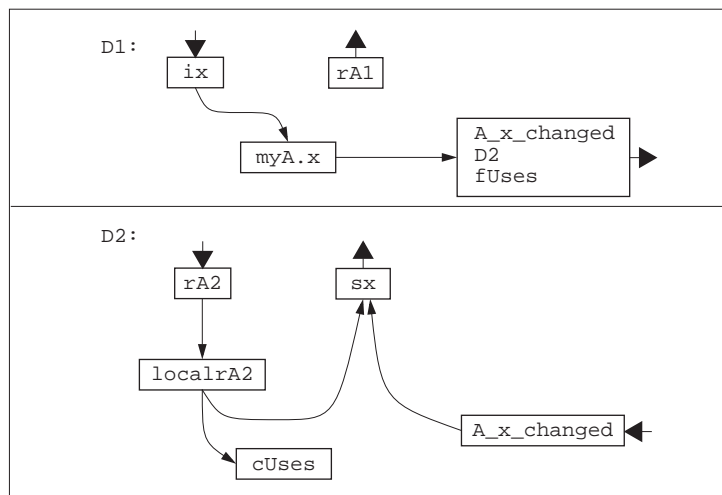 D1:
ix
rA1
myA.x
A_x_changed
D2
fUses
D2:
rA2
sx
localrA2
A_x_changed
cUses